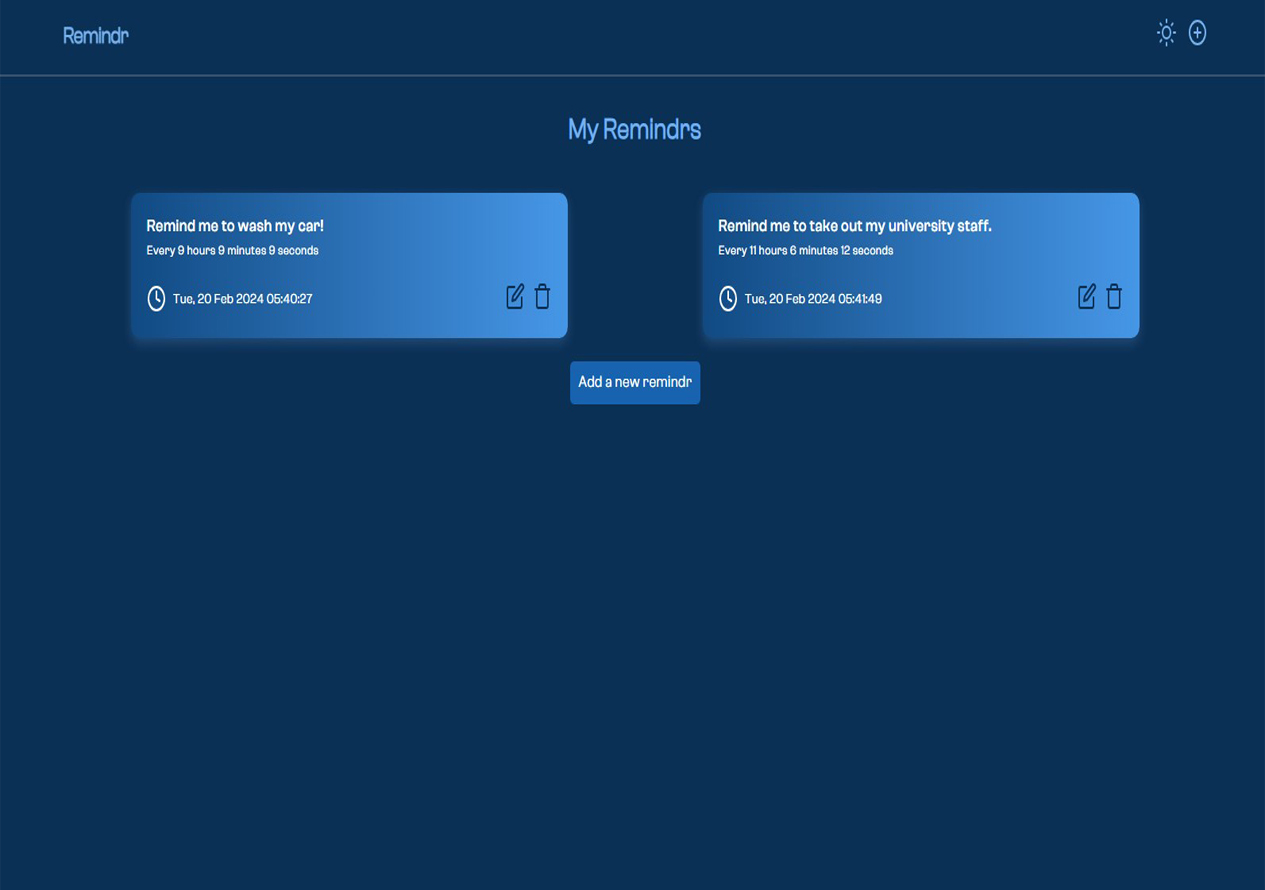 Remindr
My Remindrs
Remind me to wash my car!
Every 9 hours 9 minutes 9 seconds
Tue, 20 Feb 2024 05:40:27
Remind me to take out my university staff.
Every 11 hours 6 minutes 12 seconds
Tue, 20 Feb 2024 05:41:49
Add a new remindr